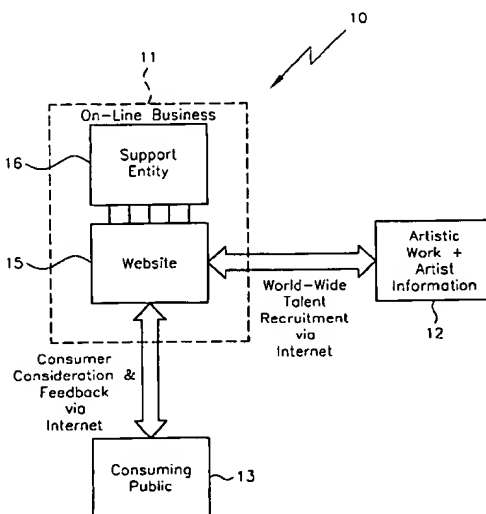 10
11
On-Line Business
16
Support
Entity
15
Website
Artistic
Work +
Artist
Information
12
World-Wide
Talent
Recruitment
via
Internet
Consumer
Consideration &
Feedback
via
Internet
Consuming
Public
13